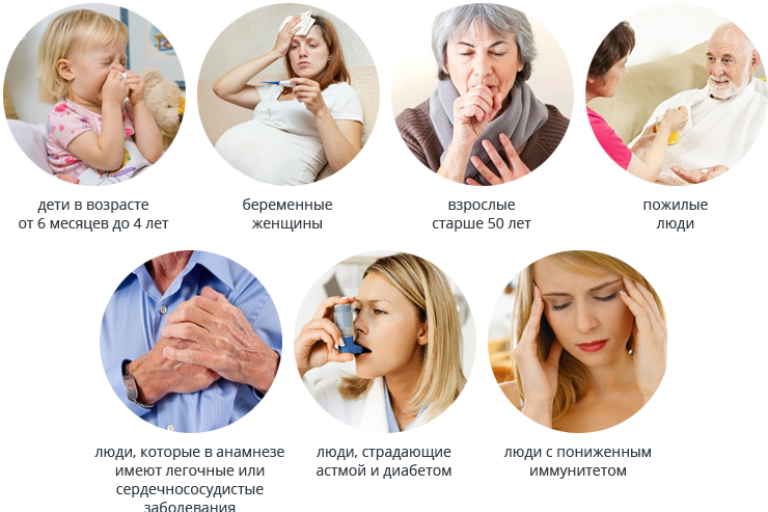 дети в возрасте
от 6 месяцев до 4 лет
беременные
женщины
взрослые
старше 50 лет
пожилые
люди
люди, которые в анамнезе
имеют легочные или
сердечнососудистые
заболевания
люди, страдающие
астмой и диабетом
люди с пониженным
иммунитетом